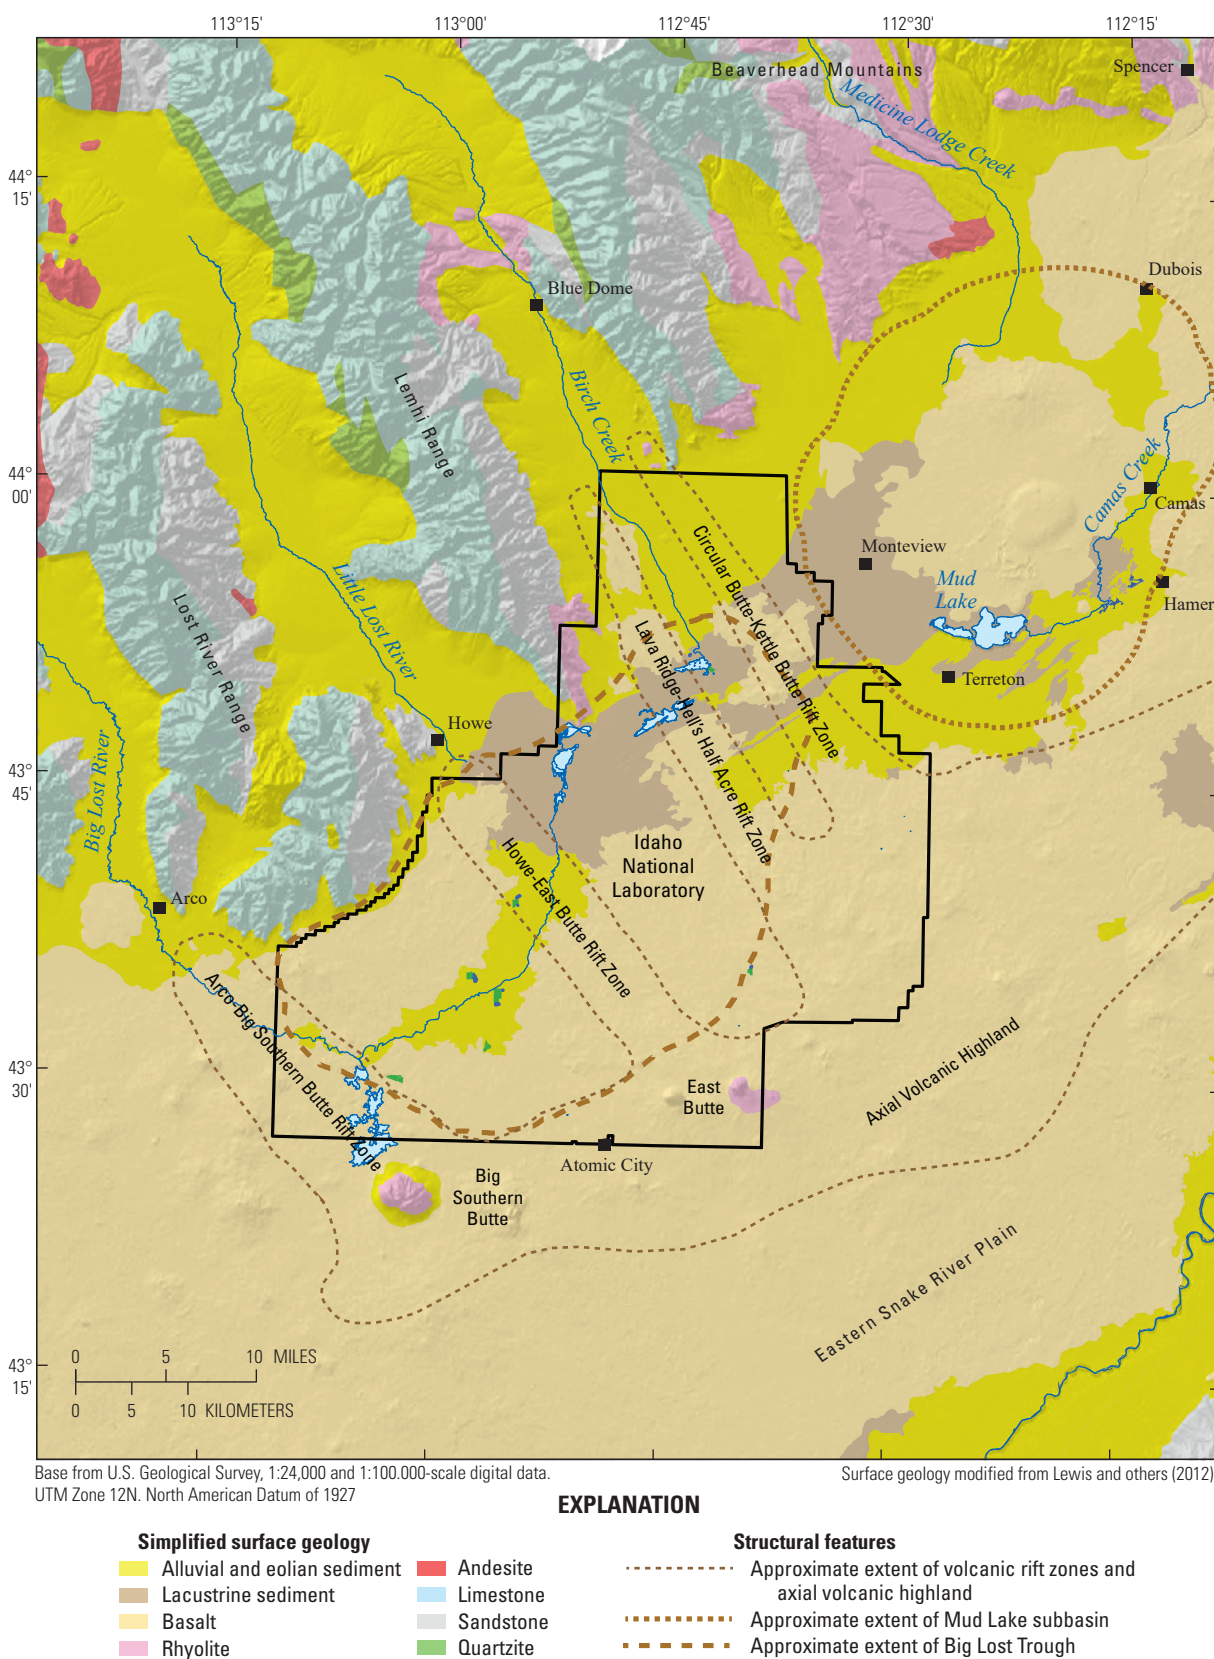 113°15'
113°00'
112°45'
112°30'
112°15'
Beaverhead Mountains
Spencer
Medicine Lodge Creek
44°
15'
Dubois
Blue Dome
Birch Creek
Lemhi Range
44°
00'
Camas Creek
Camas
Circular Butte-Kettle Butte Rift Zone
Monteview
Mud
Lake
Hamer
Little Lost River
Lost River Range
Lava Ridge-Hell's Half Acre Rift Zone
Terreton
Howe
Big Lost River
43°
45'
Idaho
National
Laboratory
Howe-East Butte Rift Zone
Arco
Arco-Big Southern Butte Rift Zone
Axial Volcanic Highland
43°
30'
East
Butte
Atomic City
Big
Southern
Butte
Eastern Snake River Plain
43°
15'
0 5 10 MILES
0 5 10 KILOMETERS
Base from U.S. Geological Survey, 1:24,000 and 1:100.000-scale digital data.
UTM Zone 12N. North American Datum of 1927
Surface geology modified from Lewis and others (2012)
EXPLANATION
Simplified surface geology
Alluvial and eolian sediment
Lacustrine sediment
Basalt
Rhyolite
Andesite
Limestone
Sandstone
Quartzite
Structural features
Approximate extent of volcanic rift zones and
axial volcanic highland
Approximate extent of Mud Lake subbasin
Approximate extent of Big Lost Trough